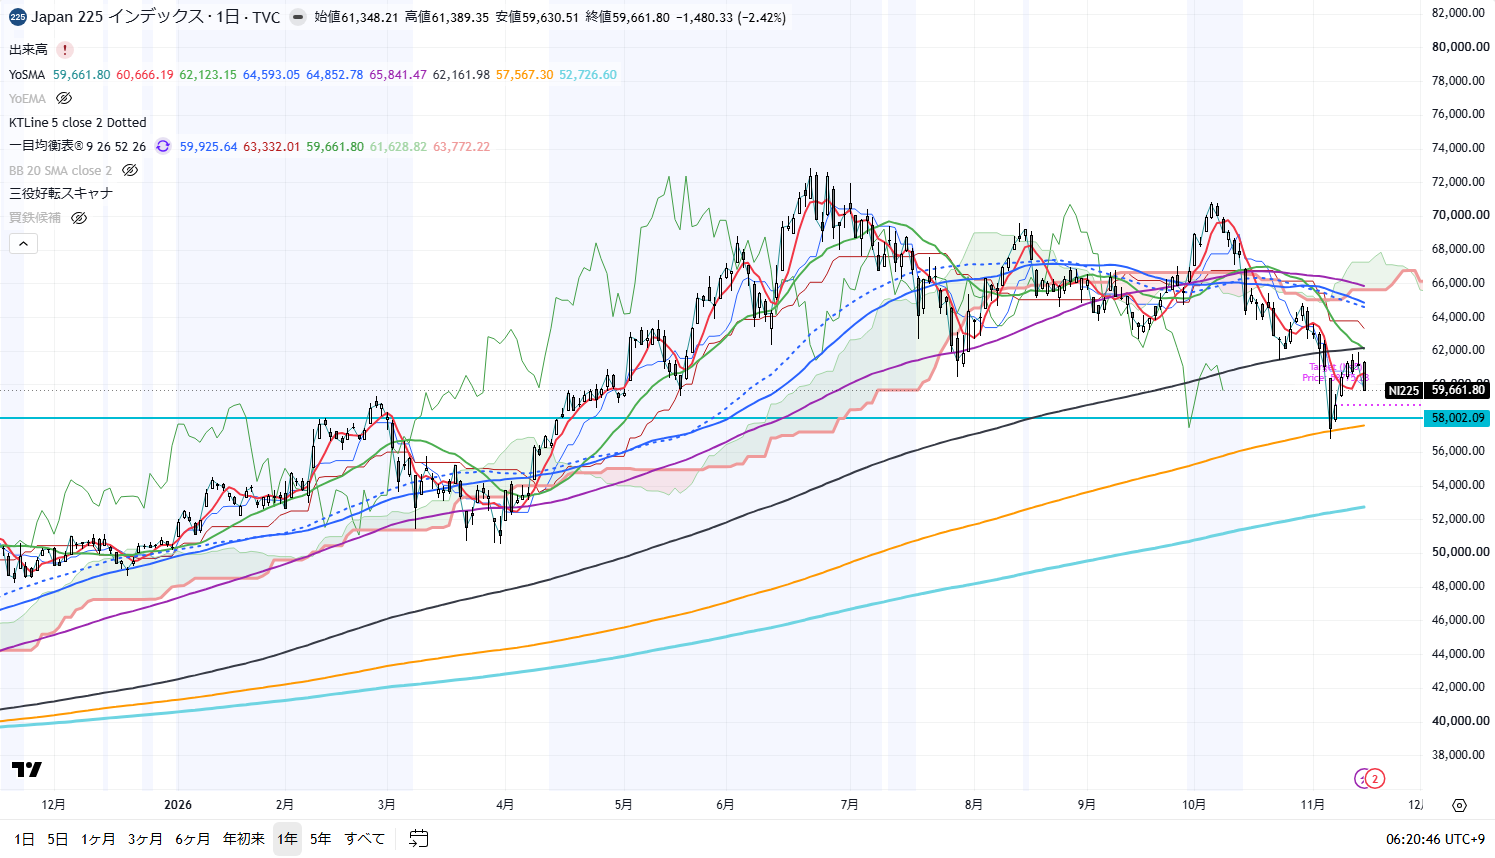 225 Japan 225 インデックス · 1日 · TVC 始値61,348.21 高値61,389.35 安値59,630.51 終値59,661.80 −1,480.33 (−2.42%)
出来高 !
YoSMA 59,661.80 60,666.19 62,123.15 64,593.05 64,852.78 65,841.47 62,161.98 57,567.30 52,726.60
YoEMA
KTLine 5 close 2 Dotted
一目均衡表® 9 26 52 26 59,925.64 63,332.01 59,661.80 61,628.82 63,772.22
BB 20 SMA close 2
三役好転スキャナ
買鉄候補
82,000.00
80,000.00
78,000.00
76,000.00
74,000.00
72,000.00
70,000.00
68,000.00
66,000.00
64,000.00
62,000.00
NI225 59,661.80
58,002.09
56,000.00
54,000.00
52,000.00
50,000.00
48,000.00
46,000.00
44,000.00
42,000.00
40,000.00
38,000.00
Price:
2
12月 2026 2月 3月 4月 5月 6月 7月 8月 9月 10月 11月
1日 5日 1ヶ月 3ヶ月 6ヶ月 年初来 1年 5年 すべて 06:20:46 UTC+9